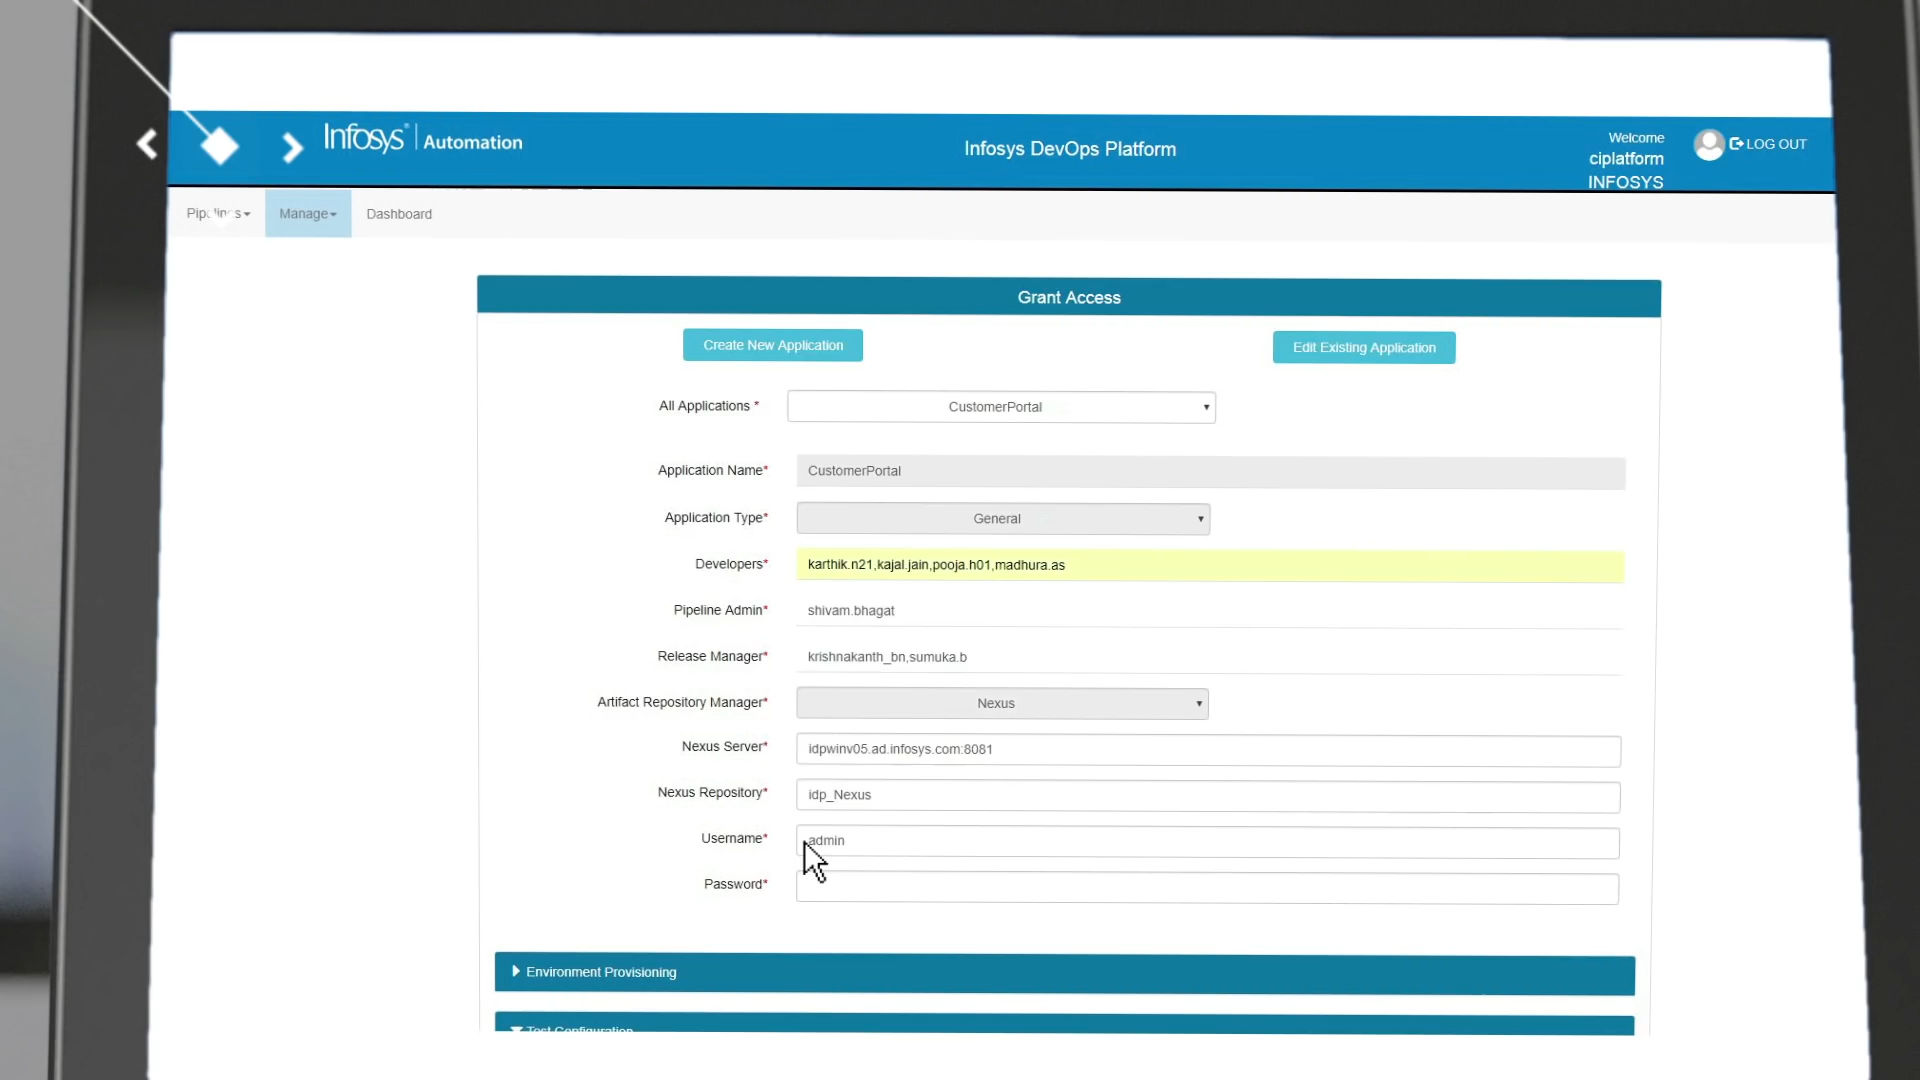 Infosys® | Automation
Infosys DevOps Platform
Welcome
ciplatform
INFOSYS
LOG OUT
Pipelines
Manage
Dashboard
Grant Access
Create New Application
Edit Existing Application
All Applications *
CustomerPortal
Application Name*
CustomerPortal
Application Type*
General
Developers*
karthik.n21,kajal.jain,pooja.h01,madhura.as
Pipeline Admin*
shivam.bhagat
Release Manager*
krishnakanth_bn,sumuka.b
Artifact Repository Manager*
Nexus
Nexus Server*
idpwinv05.ad.infosys.com:8081
Nexus Repository*
idp_Nexus
Username*
admin
Password*
Environment Provisioning
Test Configuration